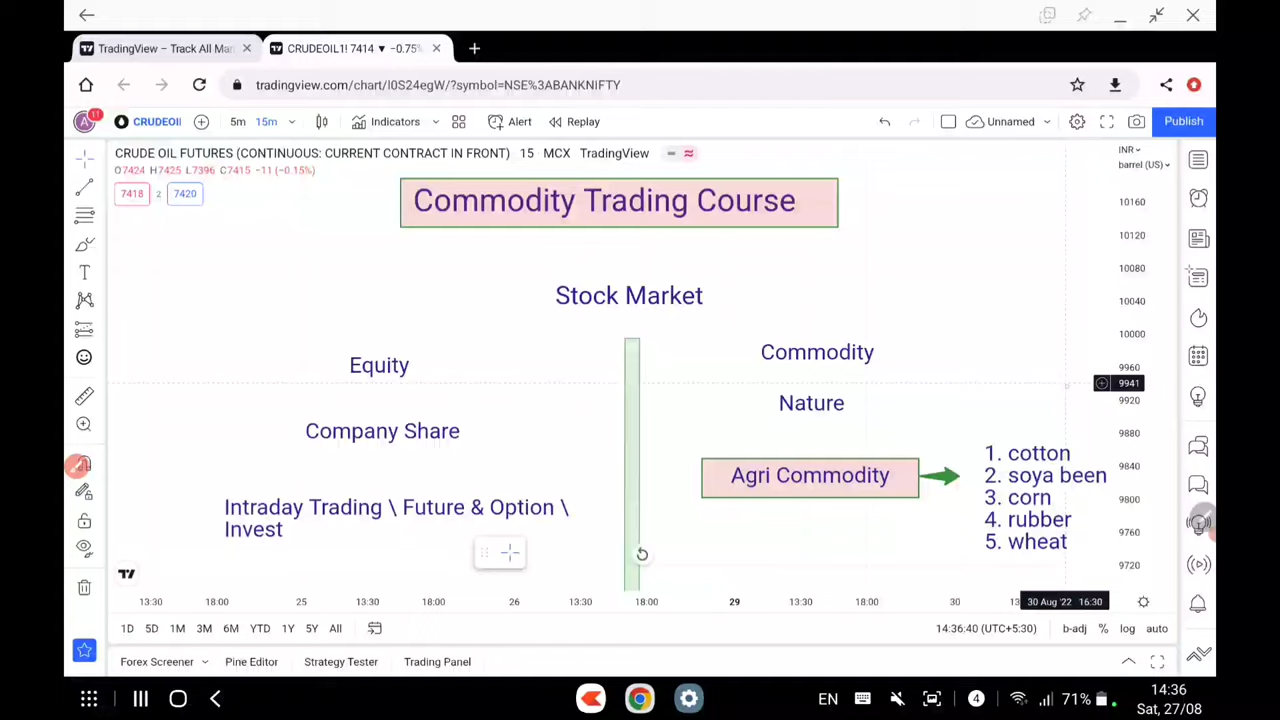 TradingView – Track All Mar
CRUDEOIL1! 7414 ▼ −0.75%
tradingview.com/chart/I0S24egW/?symbol=NSE%3ABANKNIFTY
11
CRUDEOIl
5m
15m
Indicators
Alert
Replay
Unnamed
Publish
CRUDE OIL FUTURES (CONTINUOUS: CURRENT CONTRACT IN FRONT) 15 MCX TradingView
O7424 H7425 L7396 C7415 −11 (−0.15%)
7418 2 7420
INR
barrel (US)
Commodity Trading Course
Stock Market
Equity
Company Share
Intraday Trading \ Future & Option \
Invest
Commodity
Nature
Agri Commodity
1. cotton
2. soya been
3. corn
4. rubber
5. wheat
10160
10120
10080
10040
10000
9960
9941
9920
9880
9840
9800
9760
9720
13:30 18:00 25 13:30 18:00 26 13:30 18:00 29 13:30 18:00 30 13 30 Aug '22 16:30
1D 5D 1M 3M 6M YTD 1Y 5Y All
14:36:40 (UTC+5:30) b-adj % log auto
Forex Screener Pine Editor Strategy Tester Trading Panel
EN 4 71% 14:36
Sat, 27/08